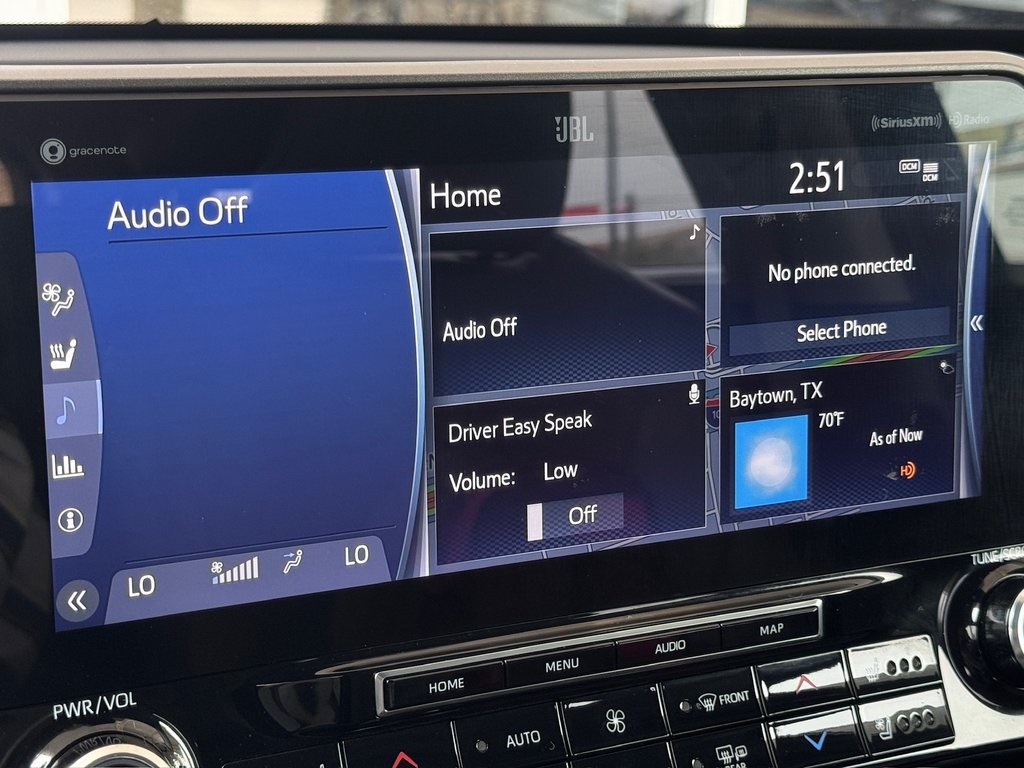 gracenote
JBL
((SiriusXM))
HD Radio
Audio Off
Home
2:51
DCM
DCM
Audio Off
No phone connected.
Select Phone
Driver Easy Speak
Volume: Low
Off
Baytown, TX
70°F
As of Now
HD
LO
LO
HOME
MENU
AUDIO
MAP
PWR/VOL
AUTO
FRONT
REAR